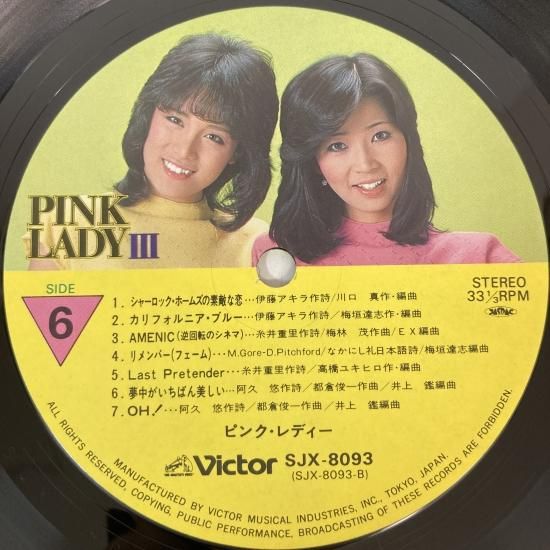 PINK
LADY III
SIDE
6
STEREO
33⅓RPM
JASRAC
1. シャーロック・ホームズの素敵な恋…伊藤アキラ作詩/川口 真作・編曲
2. カリフォルニア・ブルー…伊藤アキラ作詩/梅垣達志作・編曲
3. AMENIC(逆回転のシネマ)…糸井重里作詩/梅林 茂作曲/EX編曲
4. リメンバー(フェーム)…M.Gore-D.Pitchford/なかにし礼日本語詩/梅垣達志編曲
5. Last Pretender…糸井重里作詩/高橋ユキヒロ作・編曲
6. 夢中がいちばん美しい…阿久 悠作詩/都倉俊一作曲/井上 鑑編曲
7. OH!…阿久 悠作詩/都倉俊一作曲/井上 鑑編曲
ピンク・レディー
Victor SJX-8093
(SJX-8093-B)
MANUFACTURED BY VICTOR MUSICAL INDUSTRIES, INC., TOKYO, JAPAN.
ALL RIGHTS RESERVED, COPYING, PUBLIC PERFORMANCE, BROADCASTING OF THESE RECORDS ARE FORBIDDEN.